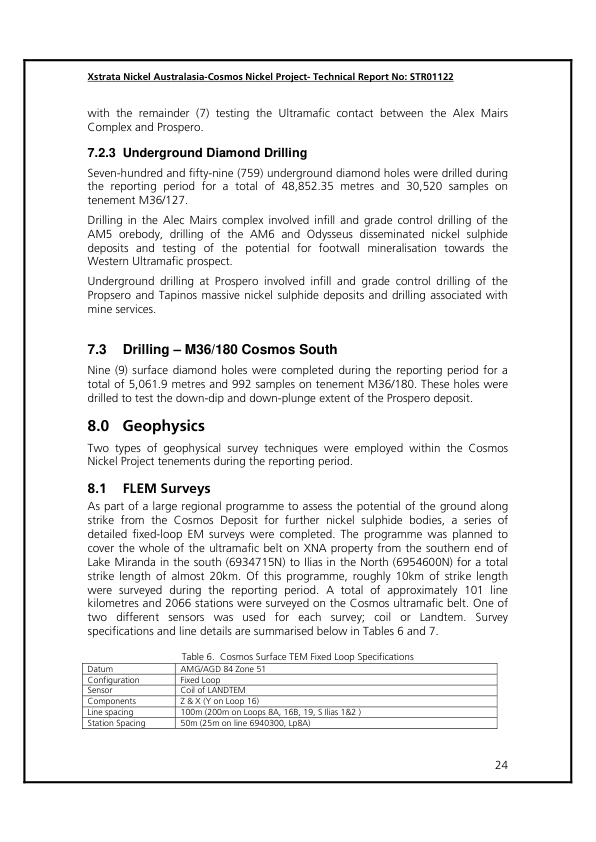 Xstrata Nickel Australasia-Cosmos Nickel Project- Technical Report No: STR01122
with the remainder (7) testing the Ultramafic contact between the Alex Mairs
Complex and Prospero.
7.2.3 Underground Diamond Drilling
Seven-hundred and fifty-nine (759) underground diamond holes were drilled during
the reporting period for a total of 48,852.35 metres and 30,520 samples on
tenement M36/127.
Drilling in the Alec Mairs complex involved infill and grade control drilling of the
AM5 orebody, drilling of the AM6 and Odysseus disseminated nickel sulphide
deposits and testing of the potential for footwall mineralisation towards the
Western Ultramafic prospect.
Underground drilling at Prospero involved infill and grade control drilling of the
Propsero and Tapinos massive nickel sulphide deposits and drilling associated with
mine services.
7.3 Drilling – M36/180 Cosmos South
Nine (9) surface diamond holes were completed during the reporting period for a
total of 5,061.9 metres and 992 samples on tenement M36/180. These holes were
drilled to test the down-dip and down-plunge extent of the Prospero deposit.
8.0 Geophysics
Two types of geophysical survey techniques were employed within the Cosmos
Nickel Project tenements during the reporting period.
8.1 FLEM Surveys
As part of a large regional programme to assess the potential of the ground along
strike from the Cosmos Deposit for further nickel sulphide bodies, a series of
detailed fixed-loop EM surveys were completed. The programme was planned to
cover the whole of the ultramafic belt on XNA property from the southern end of
Lake Miranda in the south (6934715N) to Ilias in the North (6954600N) for a total
strike length of almost 20km. Of this programme, roughly 10km of strike length
were surveyed during the reporting period. A total of approximately 101 line
kilometres and 2066 stations were surveyed on the Cosmos ultramafic belt. One of
two different sensors was used for each survey; coil or Landtem. Survey
specifications and line details are summarised below in Tables 6 and 7.
Table 6. Cosmos Surface TEM Fixed Loop Specifications
Datum AMG/AGD 84 Zone 51
Configuration Fixed Loop
Sensor Coil of LANDTEM
Components Z & X (Y on Loop 16)
Line spacing 100m (200m on Loops 8A, 16B, 19, S Ilias 1&2 )
Station Spacing 50m (25m on line 6940300, Lp8A)
24